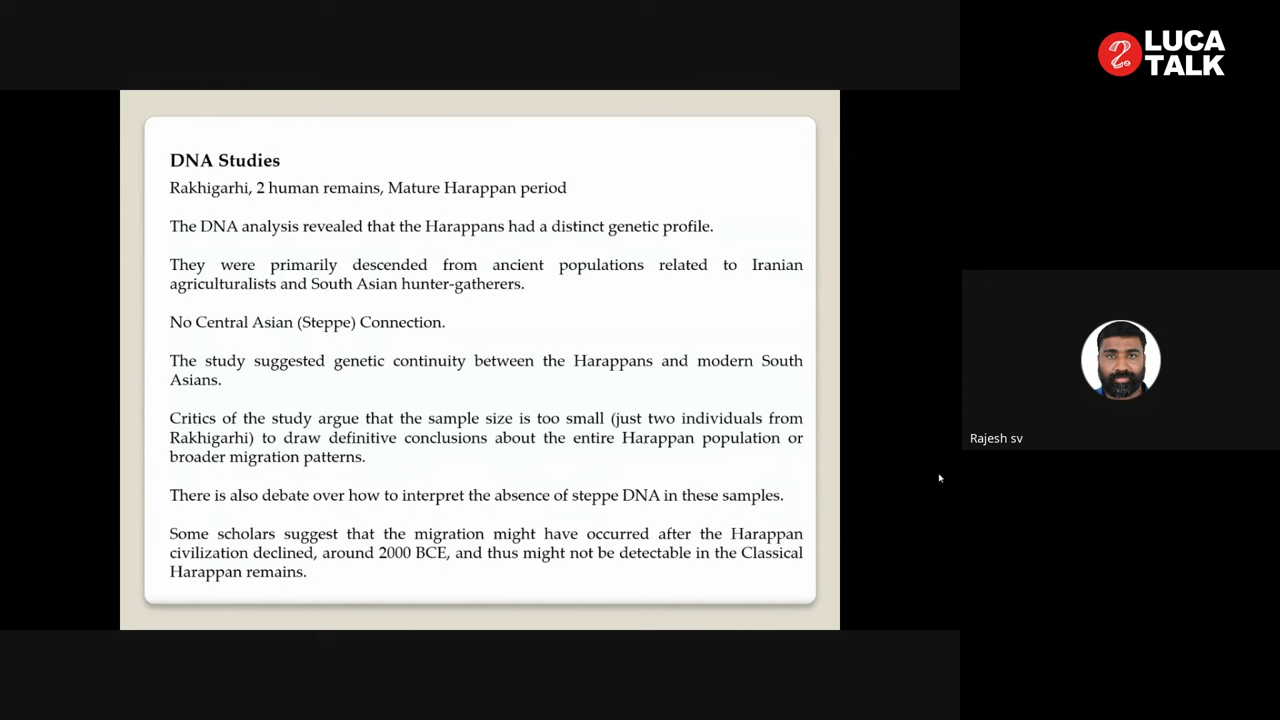 LUCA
TALK
DNA Studies
Rakhigarhi, 2 human remains, Mature Harappan period
The DNA analysis revealed that the Harappans had a distinct genetic profile.
They were primarily descended from ancient populations related to Iranian
agriculturalists and South Asian hunter-gatherers.
No Central Asian (Steppe) Connection.
The study suggested genetic continuity between the Harappans and modern South
Asians.
Critics of the study argue that the sample size is too small (just two individuals from
Rakhigarhi) to draw definitive conclusions about the entire Harappan population or
broader migration patterns.
There is also debate over how to interpret the absence of steppe DNA in these samples.
Some scholars suggest that the migration might have occurred after the Harappan
civilization declined, around 2000 BCE, and thus might not be detectable in the Classical
Harappan remains.
Rajesh sv